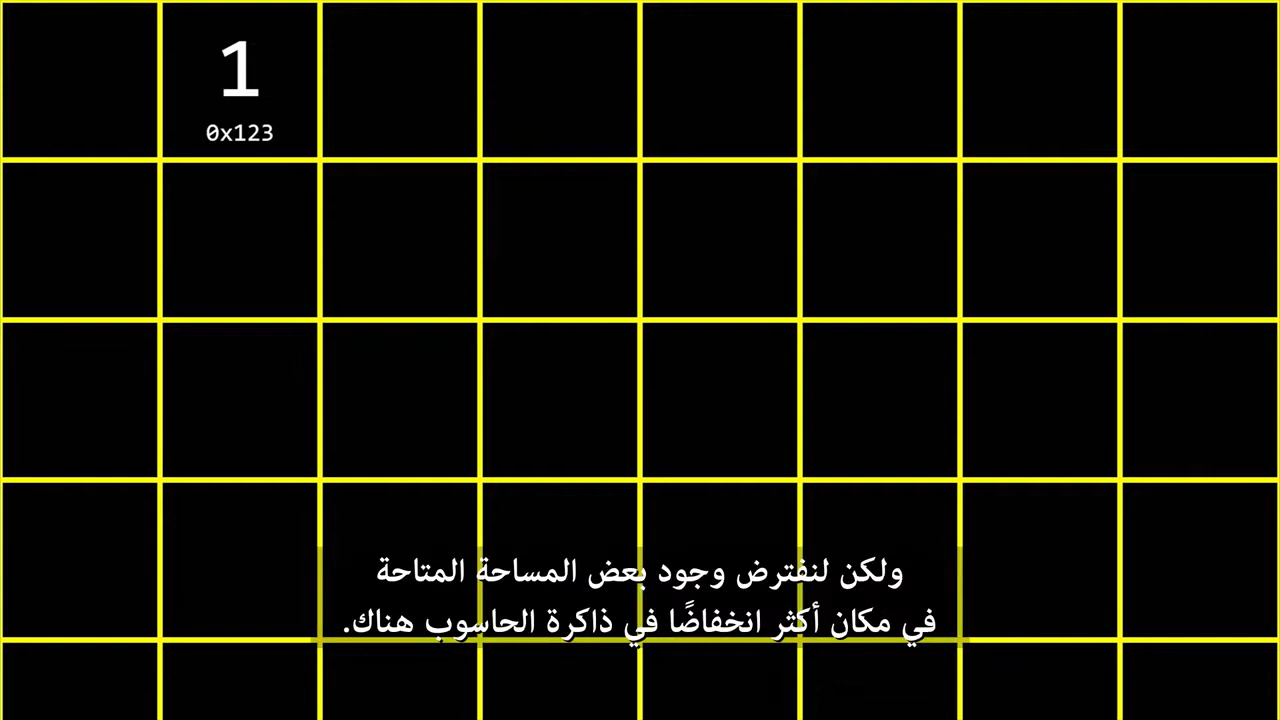 1
0x123
ولكن لنفترض وجود بعض المساحة المتاحة
في مكان أكثر انخفاضًا في ذاكرة الحاسوب هناك.